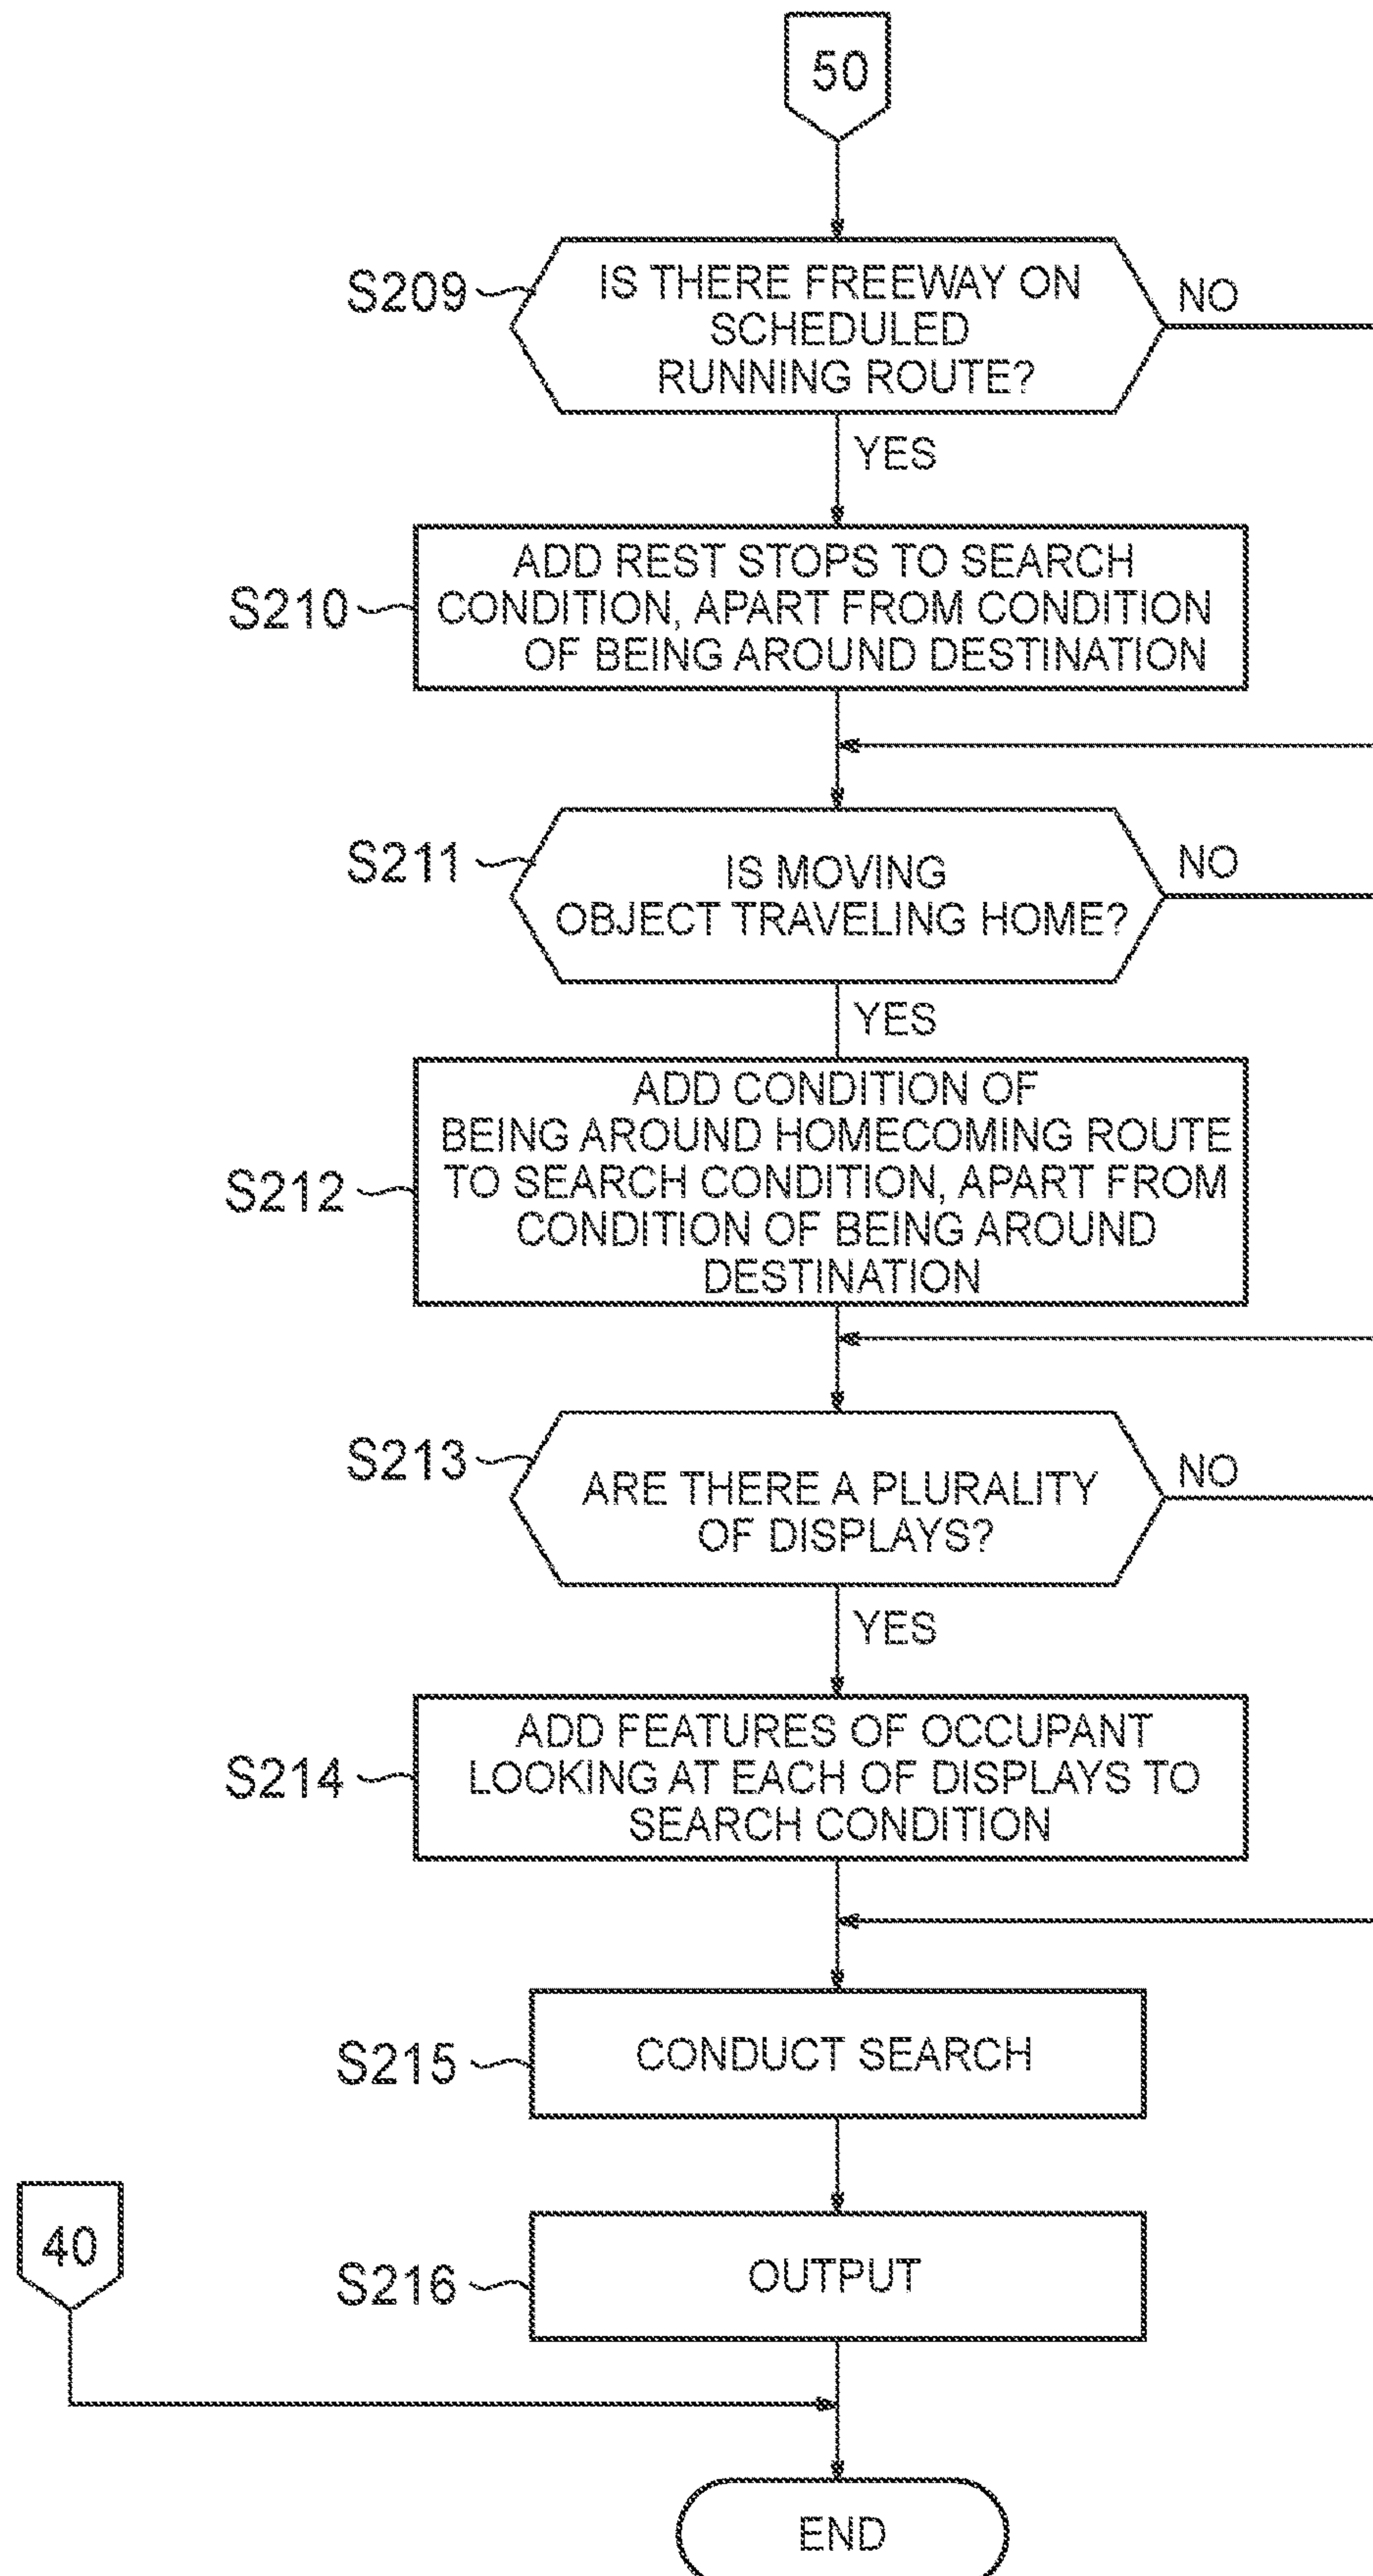 50
S209
IS THERE FREEWAY ON
SCHEDULED
RUNNING ROUTE?
NO
YES
S210
ADD REST STOPS TO SEARCH
CONDITION, APART FROM CONDITION
OF BEING AROUND DESTINATION
S211
IS MOVING
OBJECT TRAVELING HOME?
NO
YES
S212
ADD CONDITION OF
BEING AROUND HOMECOMING ROUTE
TO SEARCH CONDITION, APART FROM
CONDITION OF BEING AROUND
DESTINATION
S213
ARE THERE A PLURALITY
OF DISPLAYS?
NO
YES
S214
ADD FEATURES OF OCCUPANT
LOOKING AT EACH OF DISPLAYS TO
SEARCH CONDITION
S215
CONDUCT SEARCH
40
S216
OUTPUT
END